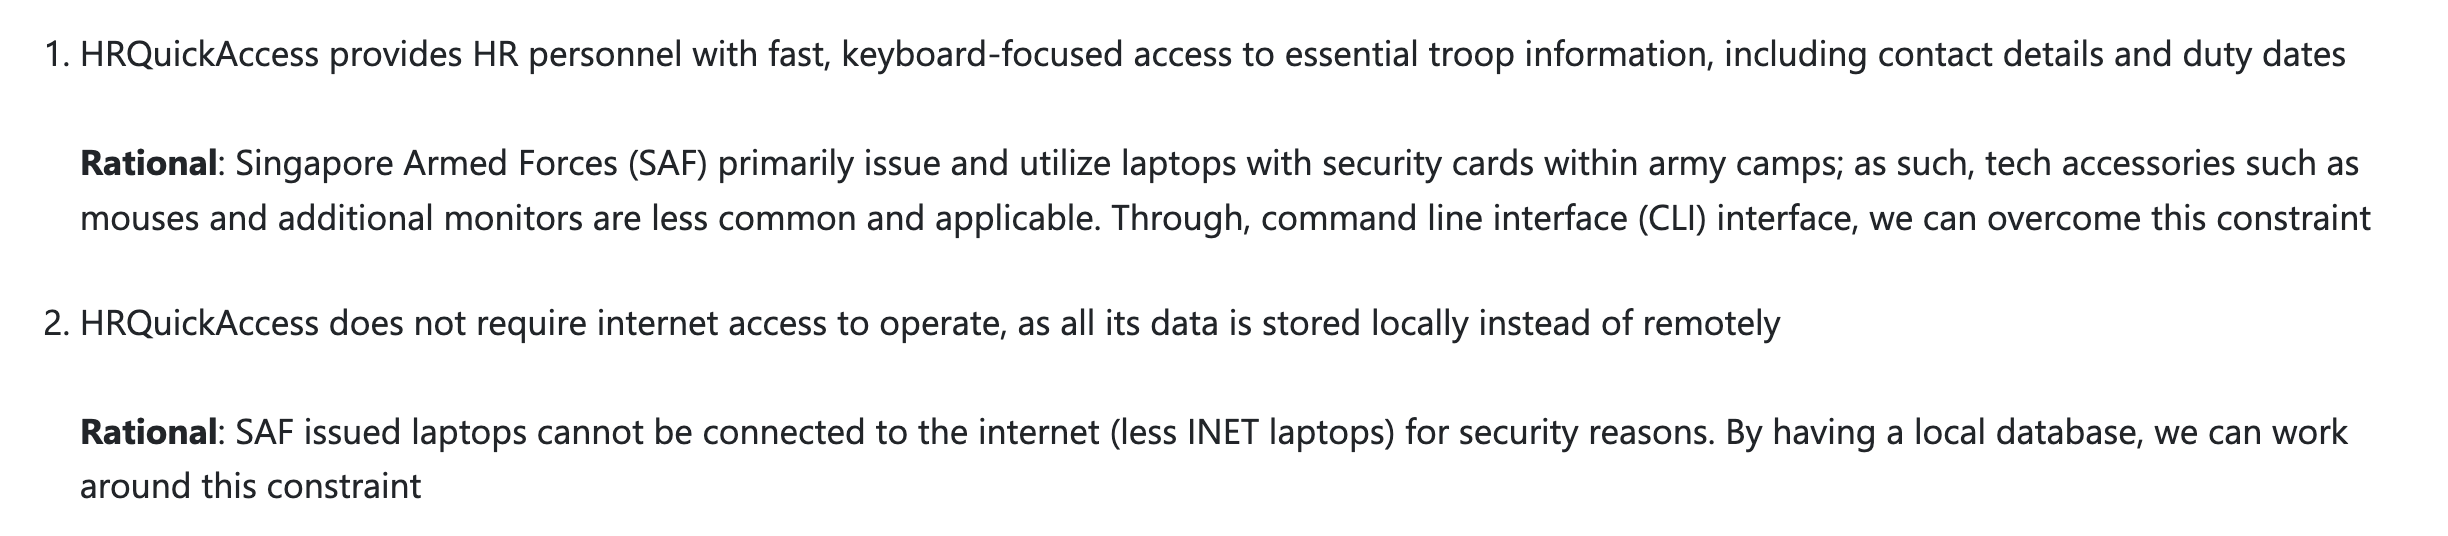 1. HRQuickAccess provides HR personnel with fast, keyboard-focused access to essential troop information, including contact details and duty dates
Rational: Singapore Armed Forces (SAF) primarily issue and utilize laptops with security cards within army camps; as such, tech accessories such as
mouses and additional monitors are less common and applicable. Through, command line interface (CLI) interface, we can overcome this constraint
2. HRQuickAccess does not require internet access to operate, as all its data is stored locally instead of remotely
Rational: SAF issued laptops cannot be connected to the internet (less INET laptops) for security reasons. By having a local database, we can work
around this constraint